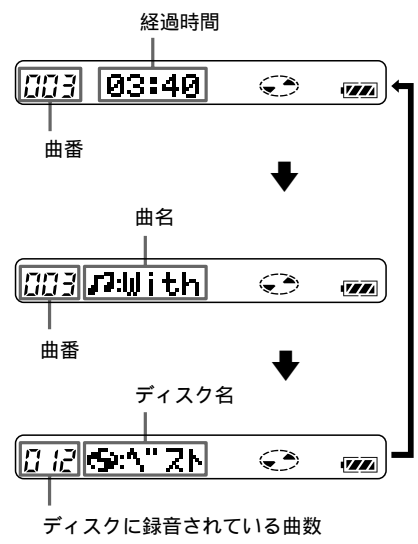 経過時間
003 03:40
曲番
曲名
003 ♪:With
曲番
ディスク名
012 :ベスト
ディスクに録音されている曲数